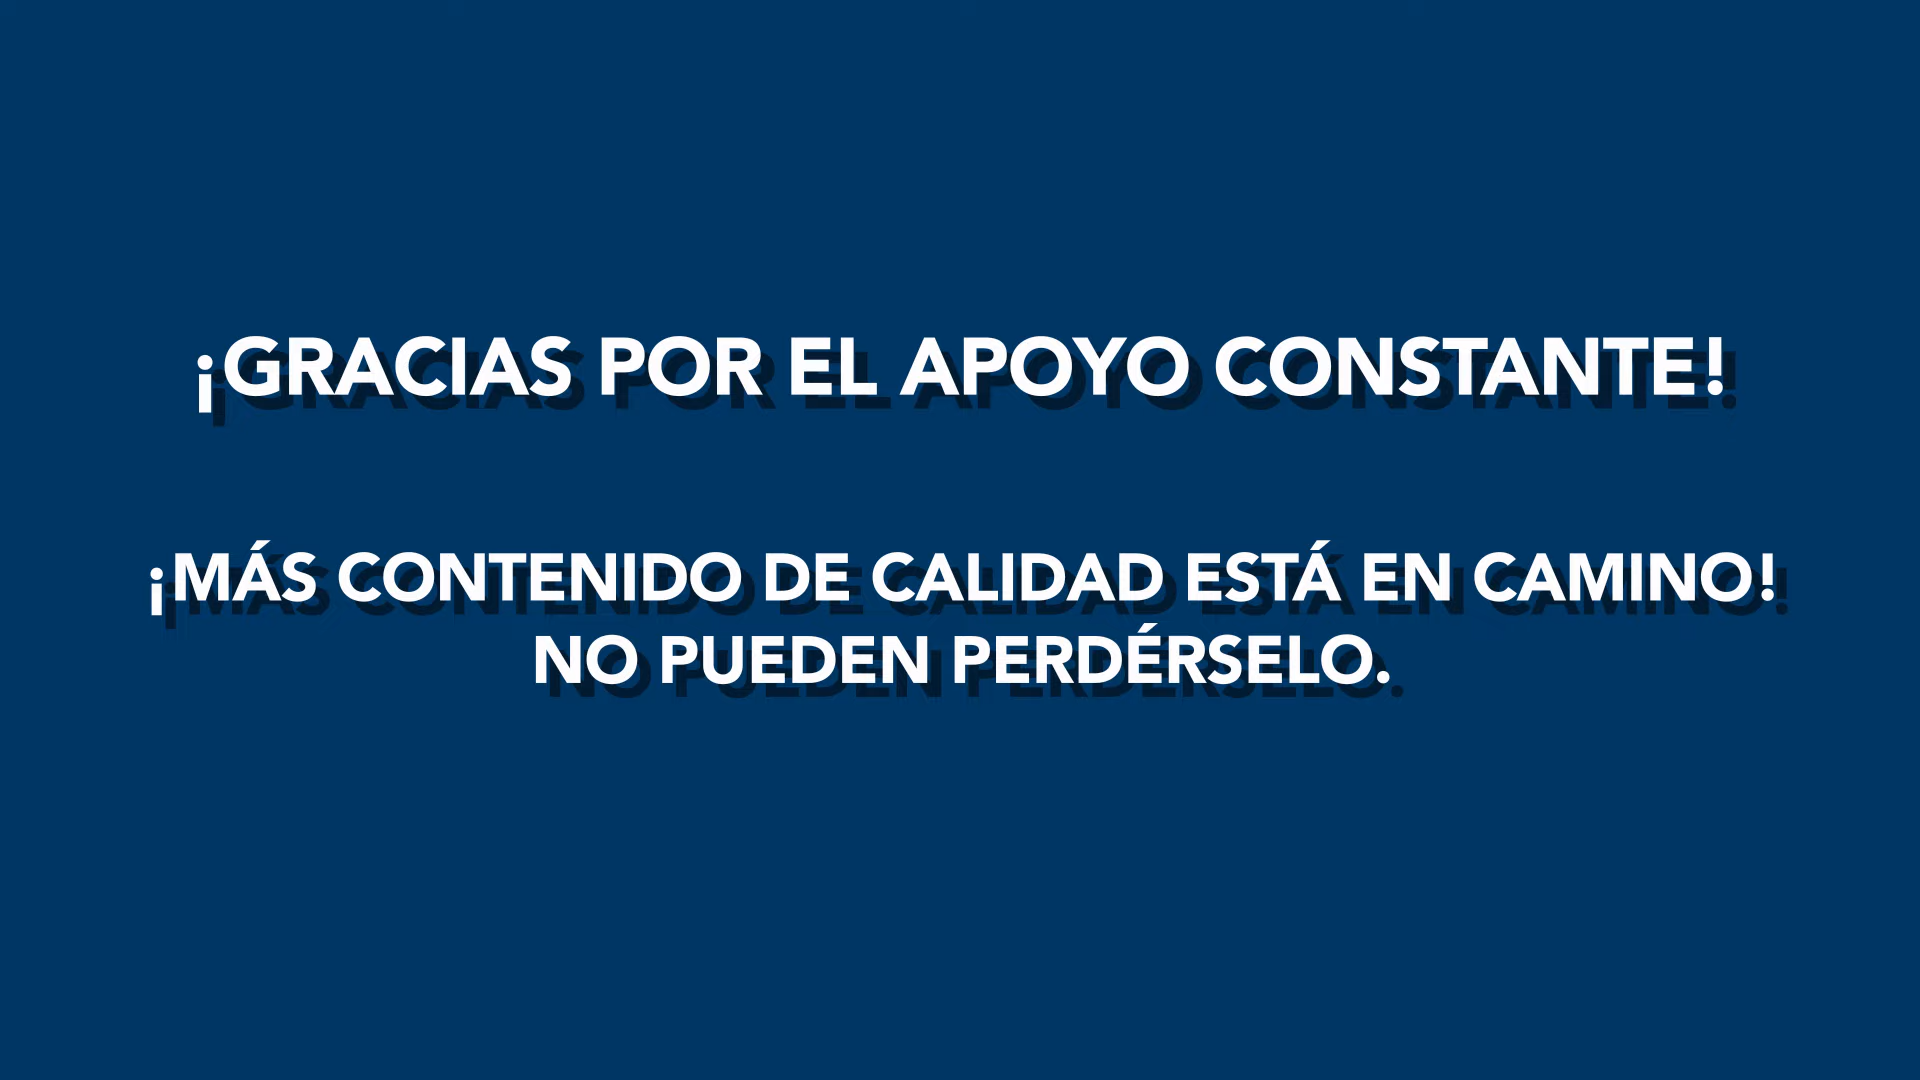 ¡GRACIAS POR EL APOYO CONSTANTE!
¡MÁS CONTENIDO DE CALIDAD ESTÁ EN CAMINO!
NO PUEDEN PERDÉRSELO.